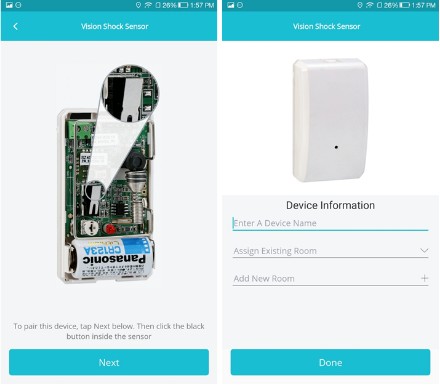 26% 1:57 PM
Vision Shock Sensor
CR123A
Panasonic
To pair this device, tap Next below. Then click the black
button inside the sensor
Next
26% 1:57 PM
Vision Shock Sensor
Device Information
Enter A Device Name
Assign Existing Room
Add New Room
Done